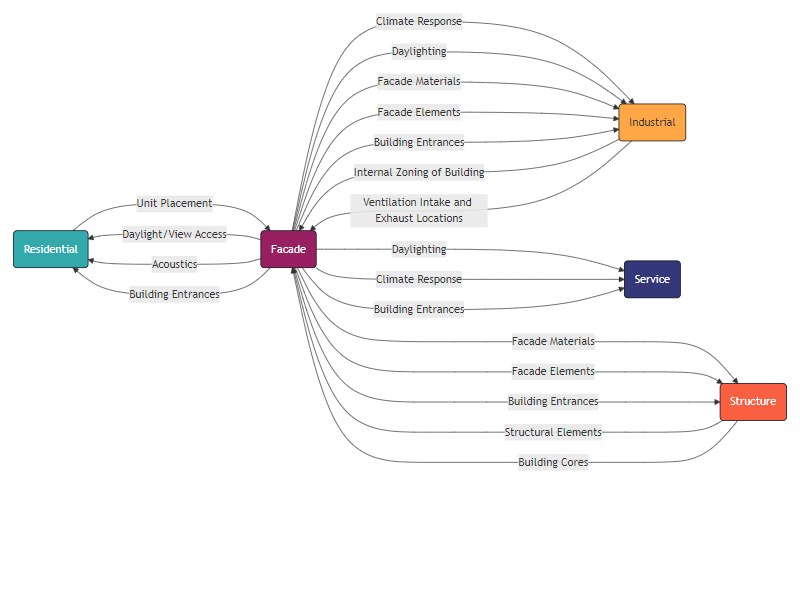 Climate Response
Daylighting
Facade Materials
Facade Elements
Industrial
Building Entrances
Internal Zoning of Building
Ventilation Intake and
Exhaust Locations
Unit Placement
Daylight/View Access
Residential
Facade
Daylighting
Acoustics
Climate Response
Service
Building Entrances
Building Entrances
Facade Materials
Facade Elements
Building Entrances
Structure
Structural Elements
Building Cores